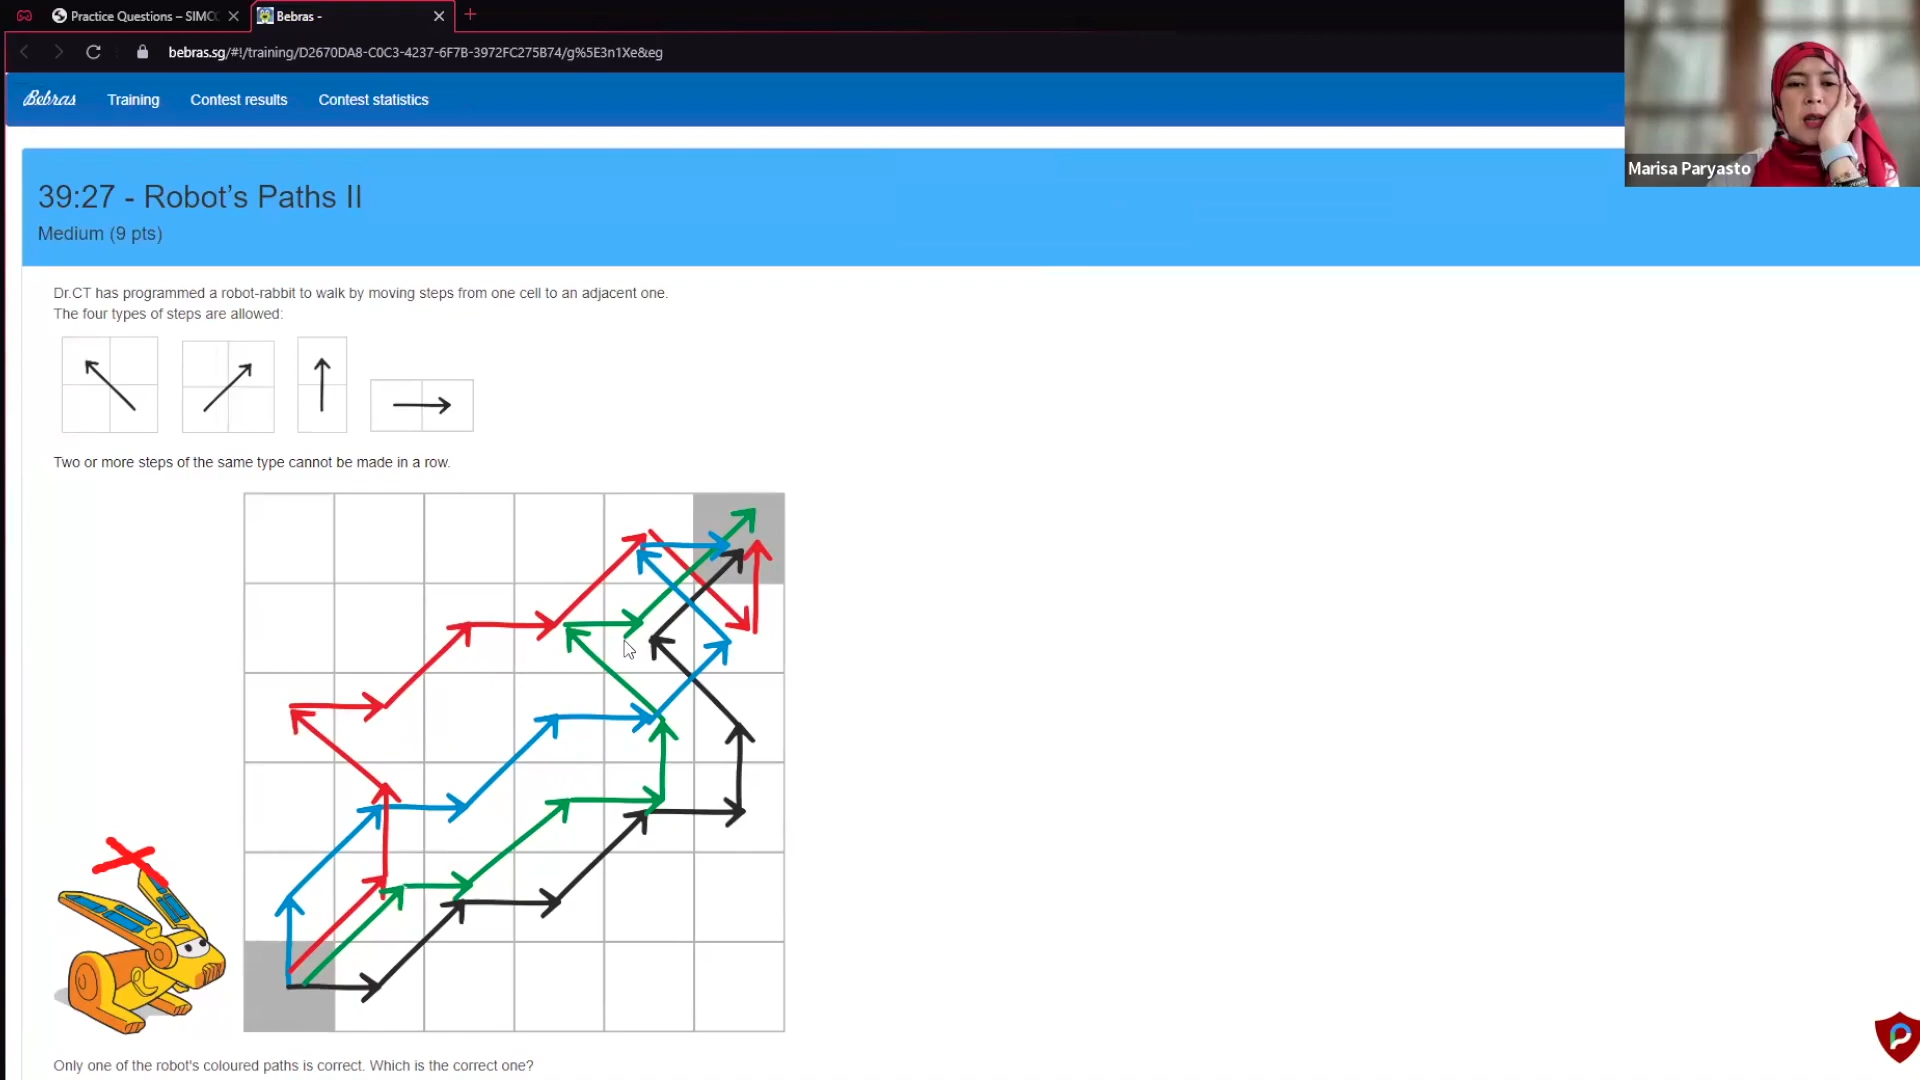 Practice Questions – SIMCC
Bebras -
bebras.sg/#!/training/D2670DA8-C0C3-4237-6F7B-3972FC275B74/g%5E3n1Xe&eg
Bebras Training Contest results Contest statistics
Marisa Paryasto
39:27 - Robot’s Paths II
Medium (9 pts)
Dr.CT has programmed a robot-rabbit to walk by moving steps from one cell to an adjacent one.
The four types of steps are allowed:
Two or more steps of the same type cannot be made in a row.
Only one of the robot's coloured paths is correct. Which is the correct one?